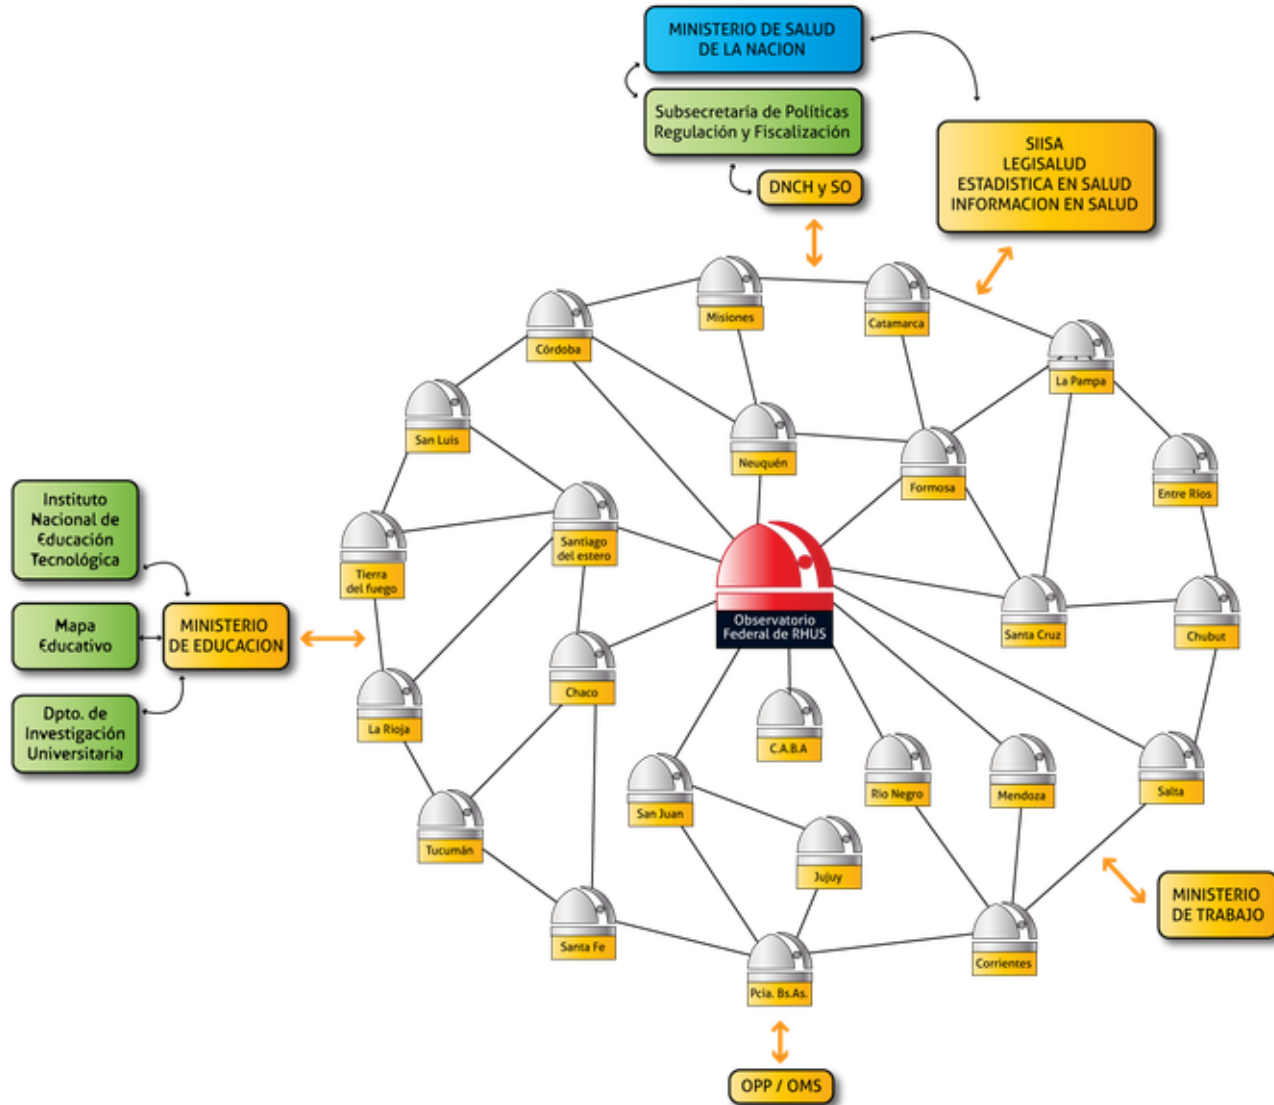 MINISTERIO DE SALUD
DE LA NACION
Subsecretaría de Políticas
Regulación y Fiscalización
DNCH y SO
SIISA
LEGISALUD
ESTADISTICA EN SALUD
INFORMACION EN SALUD
Misiones
Catamarca
Córdoba
La Pampa
San Luis
Neuquén
Formosa
Entre Ríos
Instituto
Nacional de
Educación
Tecnológica
Mapa
Educativo
Dpto. de
Investigación
Universitaria
MINISTERIO
DE EDUCACION
Tierra
del fuego
Santiago
del estero
Observatorio
Federal de RHUS
Santa Cruz
Chubut
La Rioja
Chaco
C.A.B.A
San Juan
Rio Negro
Mendoza
Salta
Tucumán
Jujuy
MINISTERIO
DE TRABAJO
Santa Fe
Corrientes
Pcia. Bs.As.
OPP / OMS